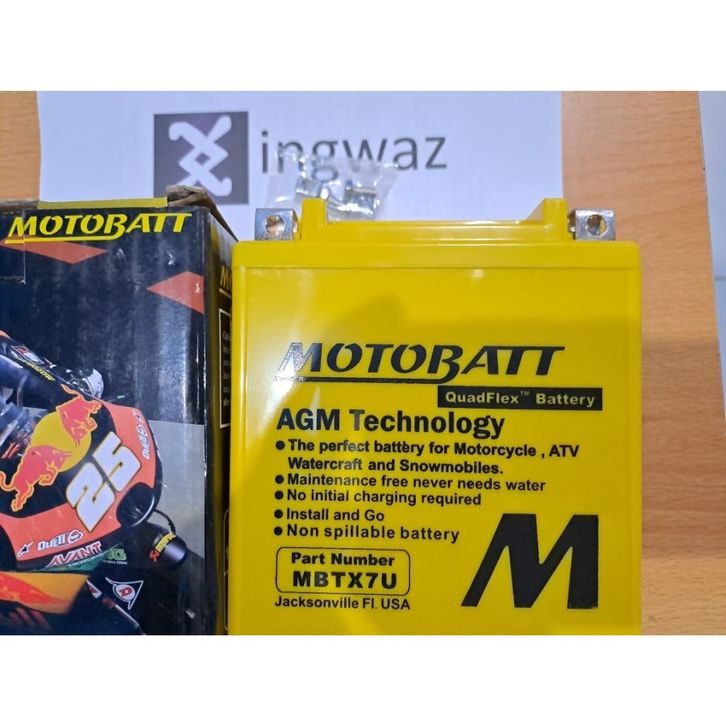 ingwaz
MOTOBATT
25
Duell
AVANT
MOTOBATT
QuadFlex™ Battery
AGM Technology
• The perfect battery for Motorcycle , ATV
Watercraft and Snowmobiles.
• Maintenance free never needs water
• No initial charging required
• Install and Go
• Non spillable battery
Part Number
MBTX7U
Jacksonville Fl. USA
M